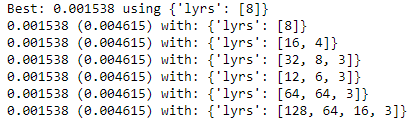 Best: 0.001538 using {'lyrs': [8]}
0.001538 (0.004615) with: {'lyrs': [8]}
0.001538 (0.004615) with: {'lyrs': [16, 4]}
0.001538 (0.004615) with: {'lyrs': [32, 8, 3]}
0.001538 (0.004615) with: {'lyrs': [12, 6, 3]}
0.001538 (0.004615) with: {'lyrs': [64, 64, 3]}
0.001538 (0.004615) with: {'lyrs': [128, 64, 16, 3]}